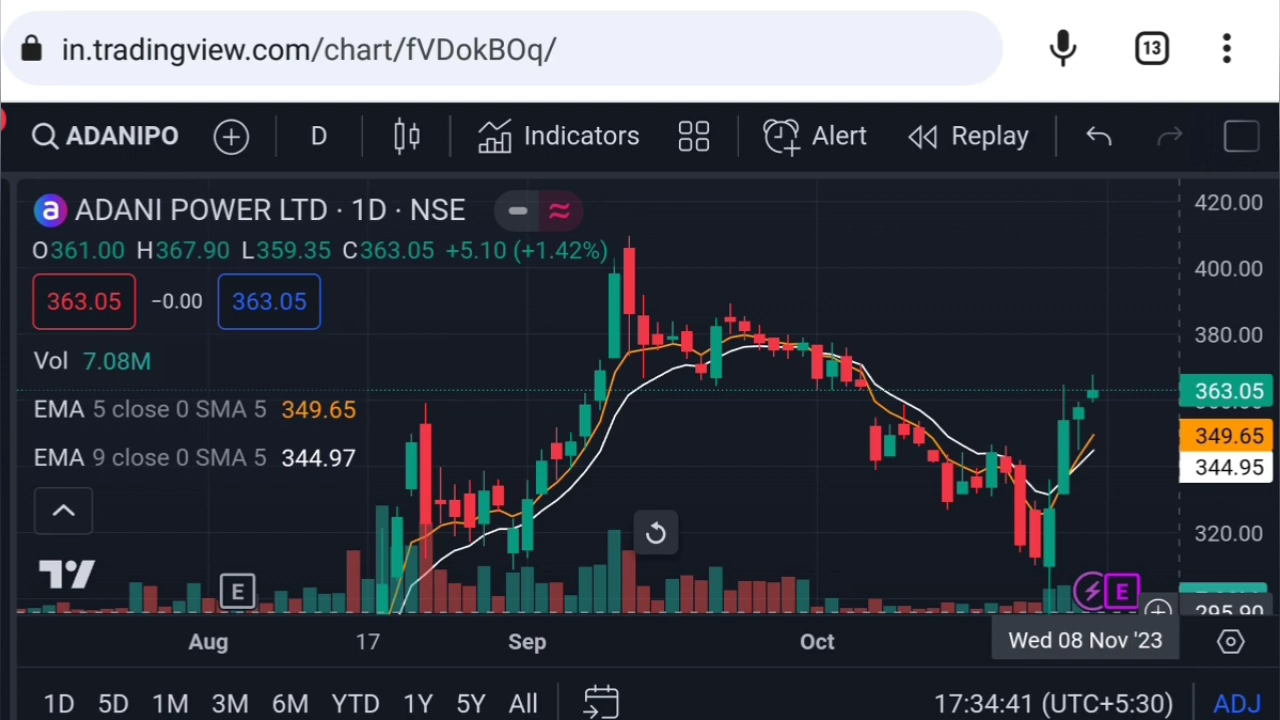 in.tradingview.com/chart/fVDokBOq/
13
ADANIPO
D
Indicators
Alert
Replay
a ADANI POWER LTD · 1D · NSE
O361.00 H367.90 L359.35 C363.05 +5.10 (+1.42%)
363.05 −0.00 363.05
Vol 7.08M
EMA 5 close 0 SMA 5 349.65
EMA 9 close 0 SMA 5 344.97
420.00
400.00
380.00
363.05
349.65
344.95
320.00
295.90
E
E
Aug 17 Sep Oct Wed 08 Nov '23
1D 5D 1M 3M 6M YTD 1Y 5Y All 17:34:41 (UTC+5:30) ADJ